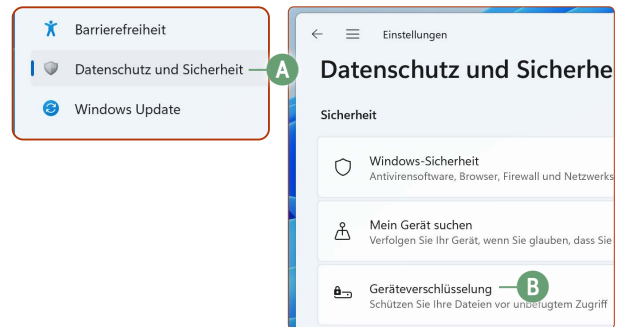 Barrierefreiheit
Datenschutz und Sicherheit
A
Windows Update
Einstellungen
Datenschutz und Sicherhe
Sicherheit
Windows-Sicherheit
Antivirensoftware, Browser, Firewall und Netzwerks
Mein Gerät suchen
Verfolgen Sie Ihr Gerät, wenn Sie glauben, dass Sie
Geräteverschlüsselung
B
Schützen Sie Ihre Dateien vor unbefugtem Zugriff